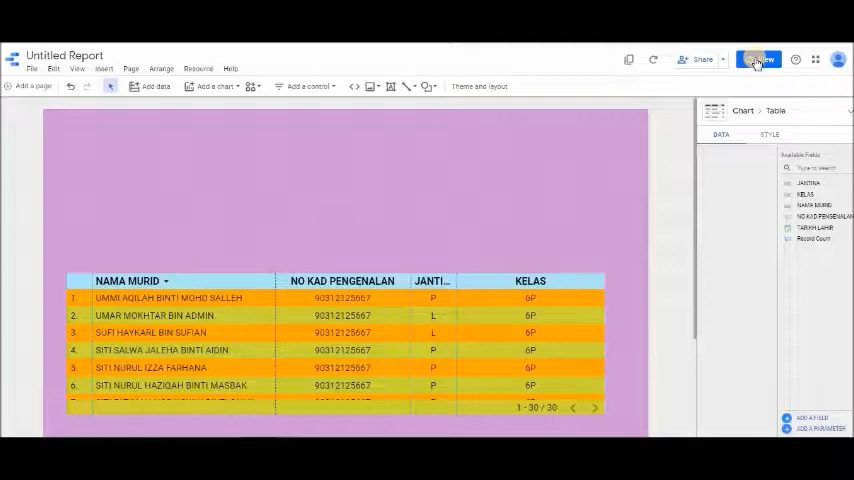 Untitled Report
File Edit View Insert Page Arrange Resource Help
Share
Add a page Add data Add a chart Add a control Theme and layout
Chart Table
DATA STYLE
Available Fields
Type to search
JANTINA
KELAS
NAMA MURID
NO KAD PENGENALAN
TARIKH LAHIR
Record Count
NAMA MURID NO KAD PENGENALAN JANTI... KELAS
1. UMMI AQILAH BINTI MOHD SALLEH 90312125667 P 6P
2. UMAR MOKHTAR BIN ADMIN 90312125667 L 6P
3. SUFI HAYKARL BIN SUFIAN 90312125667 L 6P
4. SITI SALWA JALEHA BINTI AIDIN 90312125667 P 6P
5. SITI NURUL IZZA FARHANA 90312125667 P 6P
6. SITI NURUL HAZIQAH BINTI MASBAK 90312125667 P 6P
1 - 30 / 30
ADD A FIELD
ADD A PARAMETER